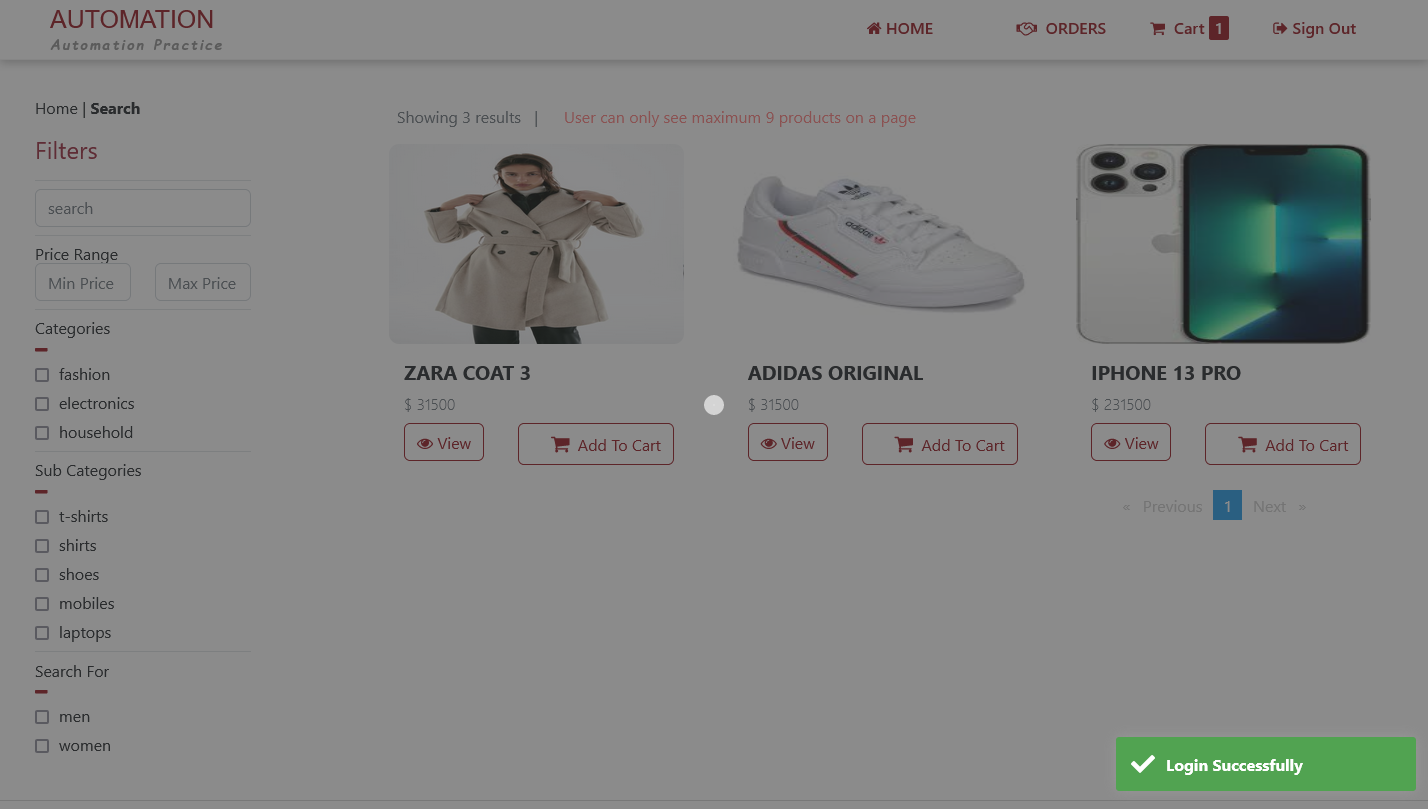 AUTOMATION
Automation Practice
HOME
ORDERS
Cart 1
Sign Out
Home | Search
Filters
search
Price Range
Min Price
Max Price
Categories
fashion
electronics
household
Sub Categories
t-shirts
shirts
shoes
mobiles
laptops
Search For
men
women
Showing 3 results |
User can only see maximum 9 products on a page
ZARA COAT 3
$ 31500
View
Add To Cart
adidas
adidas
ADIDAS ORIGINAL
$ 31500
View
Add To Cart
IPHONE 13 PRO
$ 231500
View
Add To Cart
« Previous 1 Next »
Login Successfully